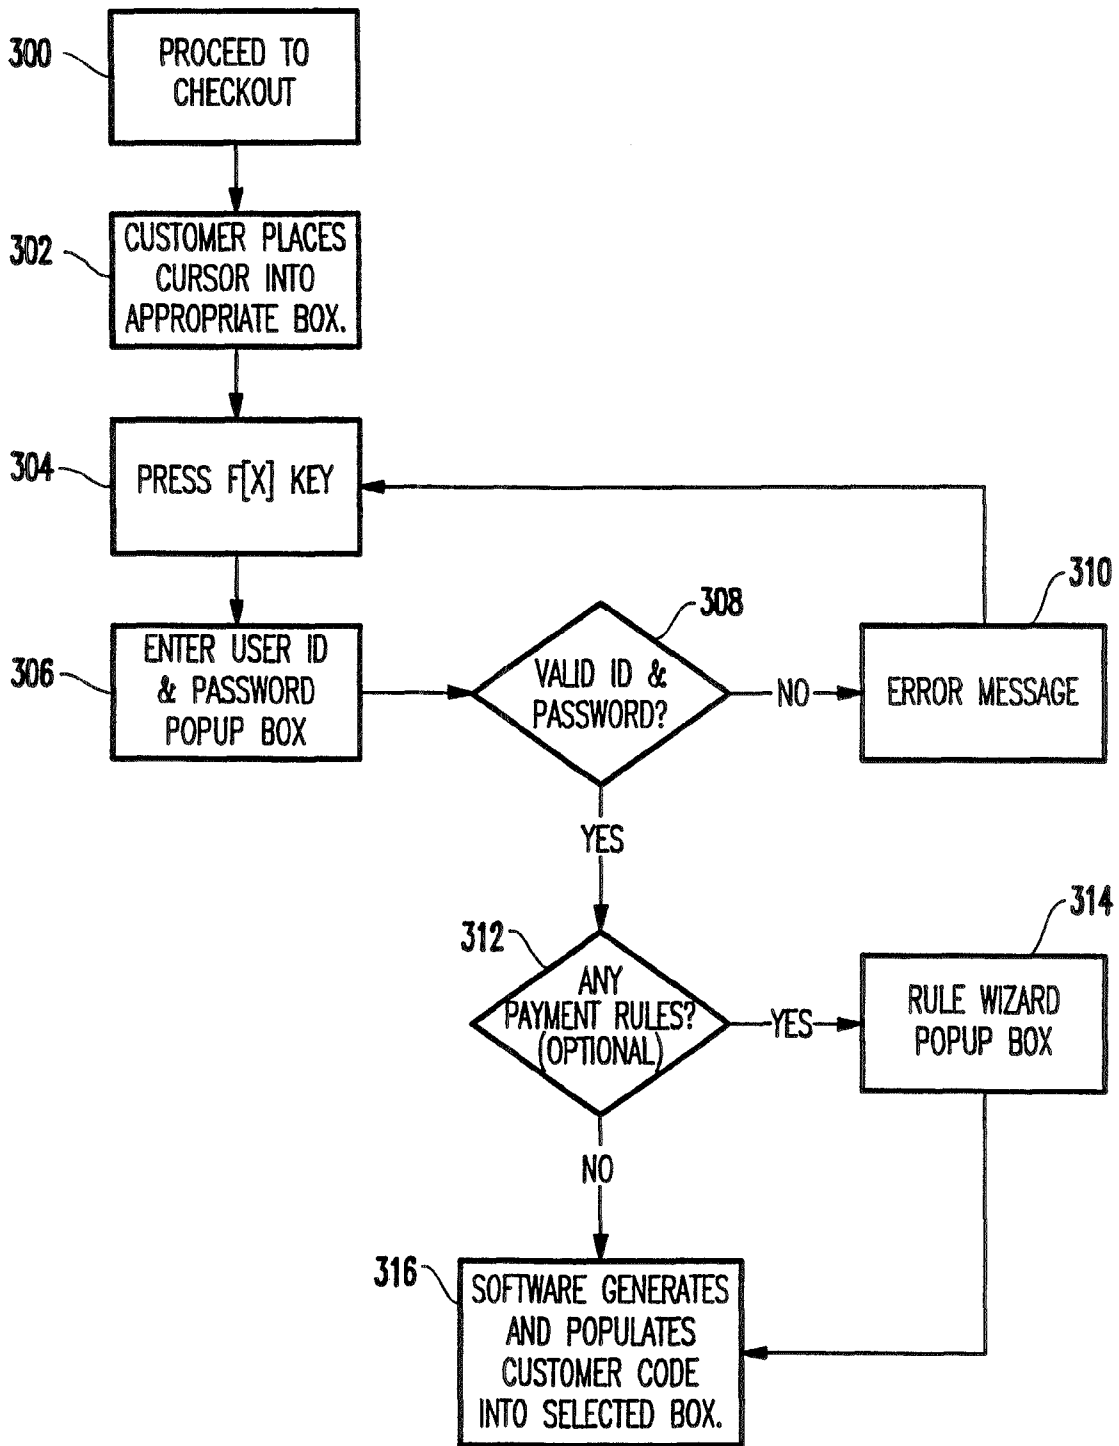 300
PROCEED TO
CHECKOUT
302
CUSTOMER PLACES
CURSOR INTO
APPROPRIATE BOX.
304
PRESS F[X] KEY
306
ENTER USER ID
& PASSWORD
POPUP BOX
308
VALID ID &
PASSWORD?
NO
310
ERROR MESSAGE
YES
312
ANY
PAYMENT RULES?
(OPTIONAL)
YES
314
RULE WIZARD
POPUP BOX
NO
316
SOFTWARE GENERATES
AND POPULATES
CUSTOMER CODE
INTO SELECTED BOX.